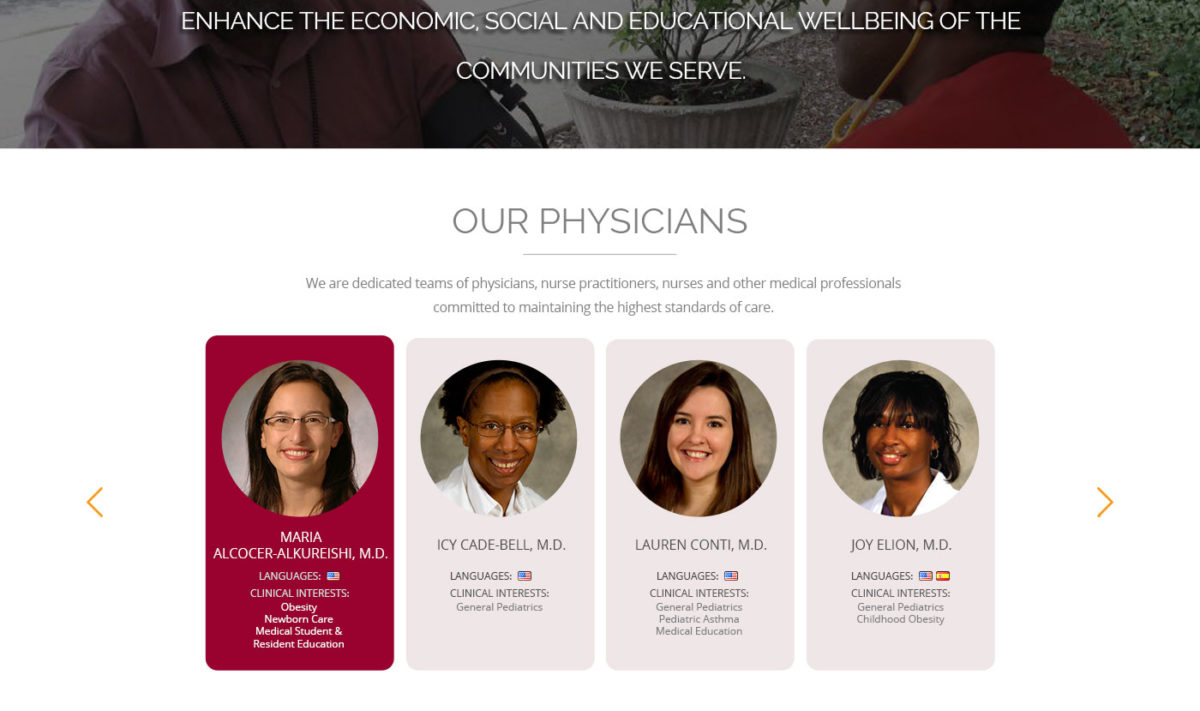 ENHANCE THE ECONOMIC, SOCIAL AND EDUCATIONAL WELLBEING OF THE
COMMUNITIES WE SERVE.
OUR PHYSICIANS
We are dedicated teams of physicians, nurse practitioners, nurses and other medical professionals
committed to maintaining the highest standards of care.
MARIA
ALCOCER-ALKUREISHI, M.D.
LANGUAGES:
CLINICAL INTERESTS:
Obesity
Newborn Care
Medical Student &
Resident Education
ICY CADE-BELL, M.D.
LANGUAGES:
CLINICAL INTERESTS:
General Pediatrics
LAUREN CONTI, M.D.
LANGUAGES:
CLINICAL INTERESTS:
General Pediatrics
Pediatric Asthma
Medical Education
JOY ELION, M.D.
LANGUAGES:
CLINICAL INTERESTS:
General Pediatrics
Childhood Obesity